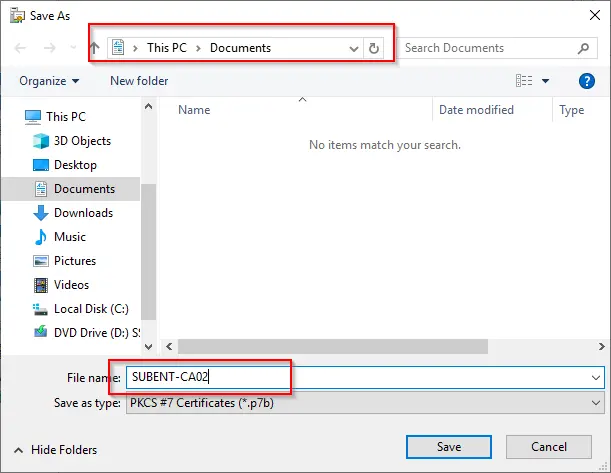 Save As
This PC
Documents
Search Documents
Organize
New folder
?
Name
Date modified
Type
This PC
3D Objects
Desktop
Documents
Downloads
Music
Pictures
Videos
Local Disk (C:)
DVD Drive (D:) S
No items match your search.
File name:
SUBENT-CA02
Save as type:
PKCS #7 Certificates (*.p7b)
Hide Folders
Save
Cancel